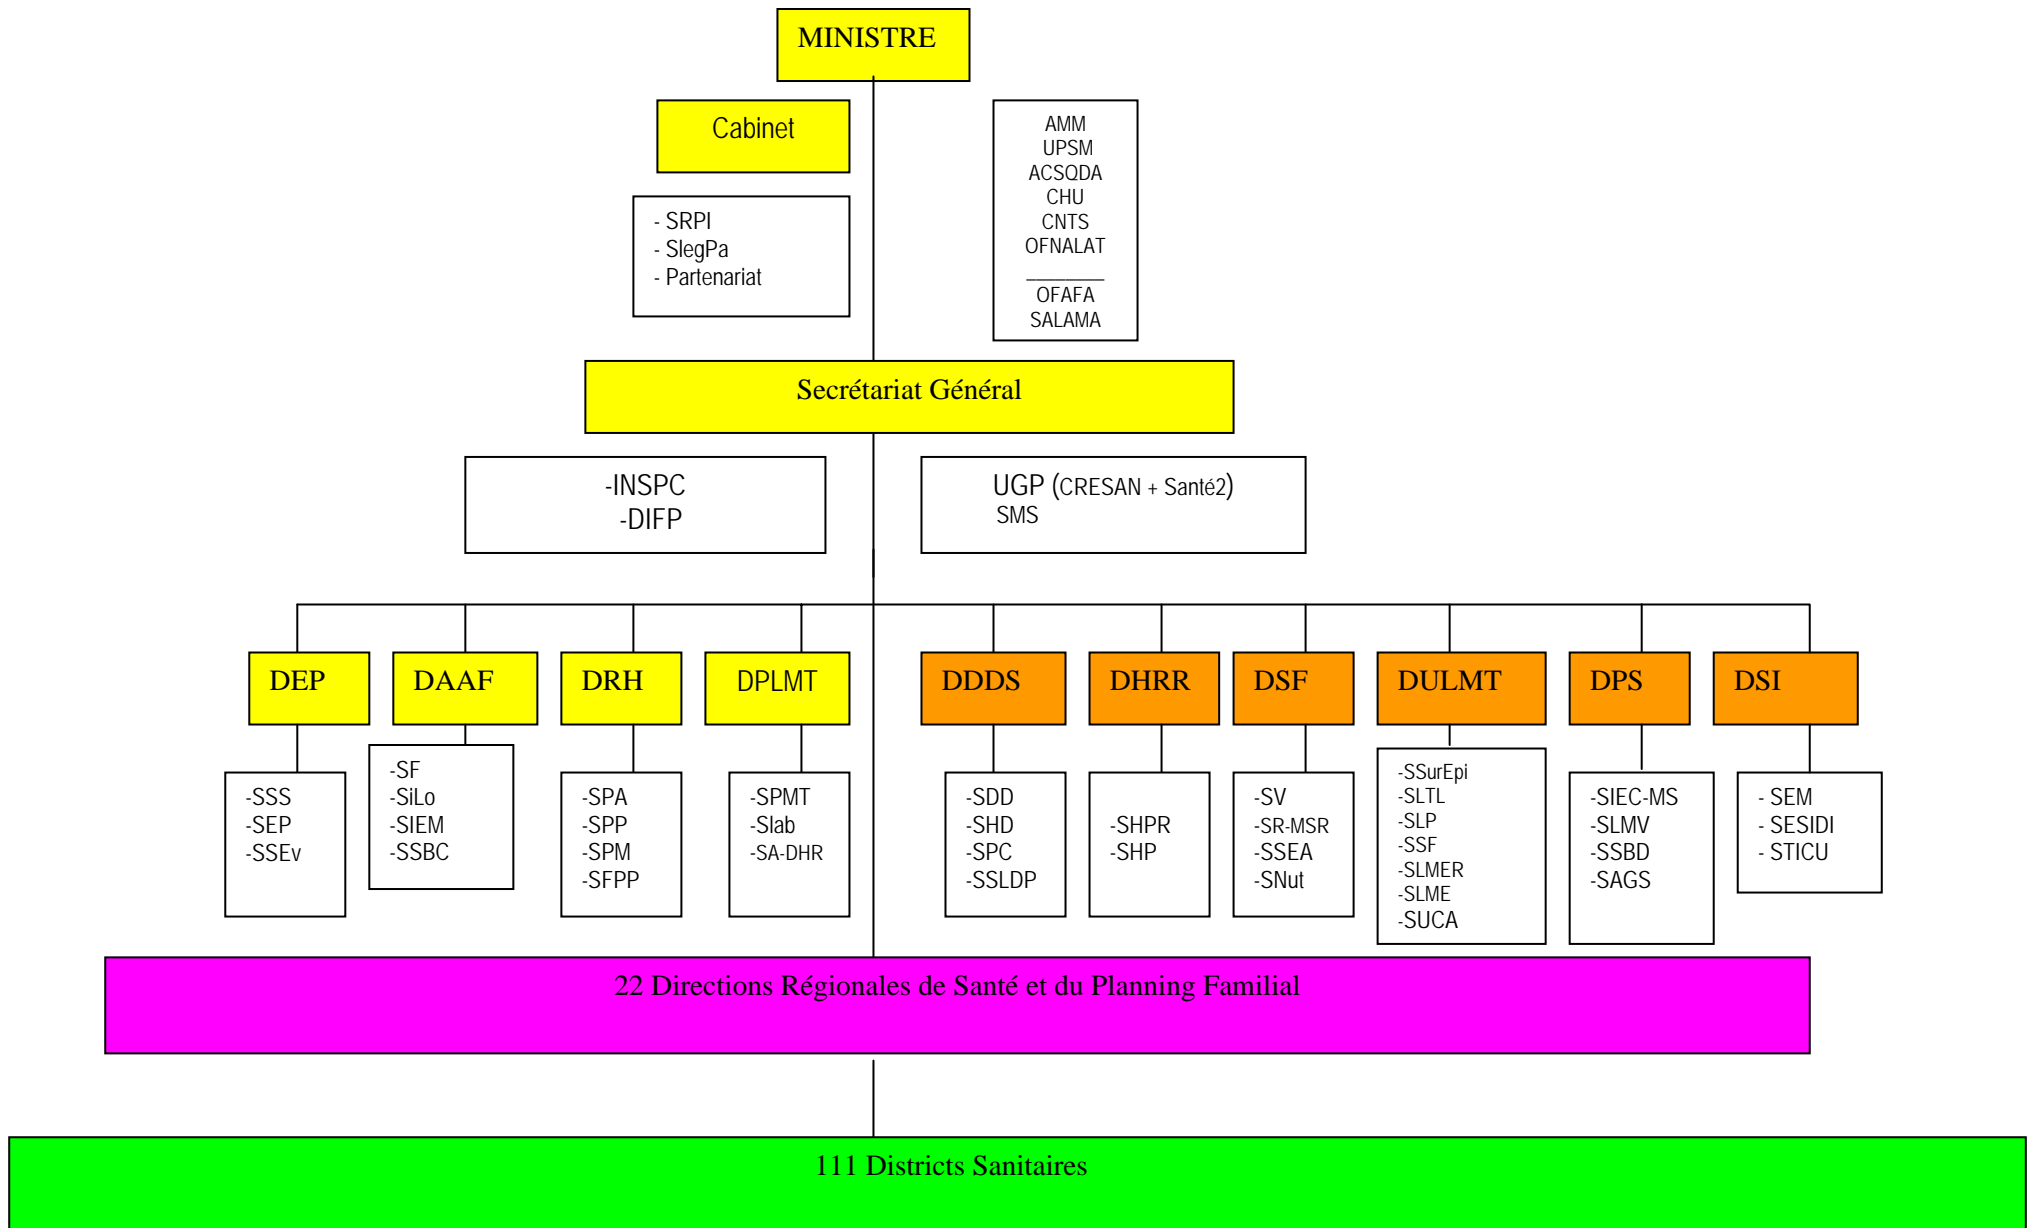 MINISTRE
Cabinet
- SRPI
- SlegPa
- Partenariat
AMM
UPSM
ACSQDA
CHU
CNTS
OFNALAT
________
OFAFA
SALAMA
Secrétariat Général
-INSPC
-DIFP
UGP (CRESAN + Santé2)
SMS
DEP
DAAF
DRH
DPLMT
DDDS
DHRR
DSF
DULMT
DPS
DSI
-SSS
-SEP
-SSEv
-SF
-SiLo
-SIEM
-SSBC
-SPA
-SPP
-SPM
-SFPP
-SPMT
-Slab
-SA-DHR
-SDD
-SHD
-SPC
-SSLDP
-SHPR
-SHP
-SV
-SR-MSR
-SSEA
-SNut
-SSurEpi
-SLTL
-SLP
-SSF
-SLMER
-SLME
-SUCA
-SIEC-MS
-SLMV
-SSBD
-SAGS
- SEM
- SESIDI
- STICU
22 Directions Régionales de Santé et du Planning Familial
111 Districts Sanitaires